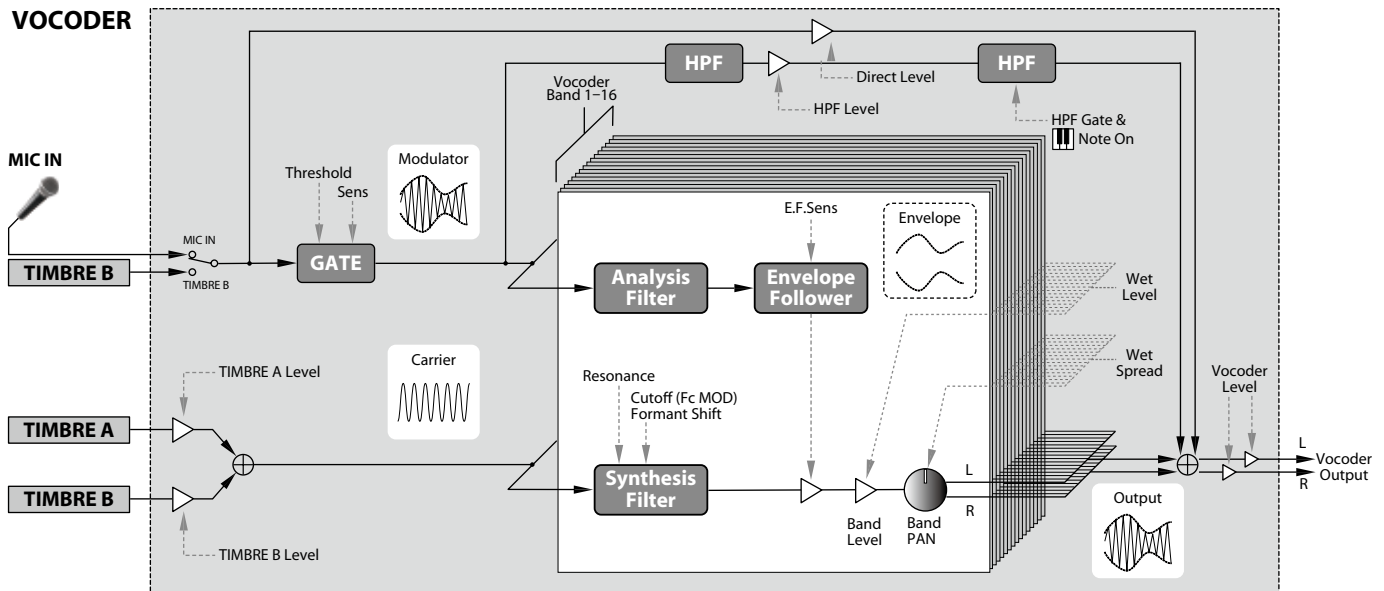 VOCODER
HPF
HPF
Direct Level
HPF Level
Vocoder
Band 1–16
HPF Gate &
Note On
MIC IN
Modulator
Threshold
Sens
E.F.Sens
Envelope
MIC IN
GATE
TIMBRE B
TIMBRE B
Analysis
Filter
Envelope
Follower
Wet
Level
Carrier
Wet
Spread
TIMBRE A Level
Resonance
Cutoff (Fc MOD)
Formant Shift
Vocoder
Level
TIMBRE A
L
Vocoder
Output
R
Synthesis
Filter
L
R
TIMBRE B
Band
Level
Band
PAN
Output
TIMBRE B Level